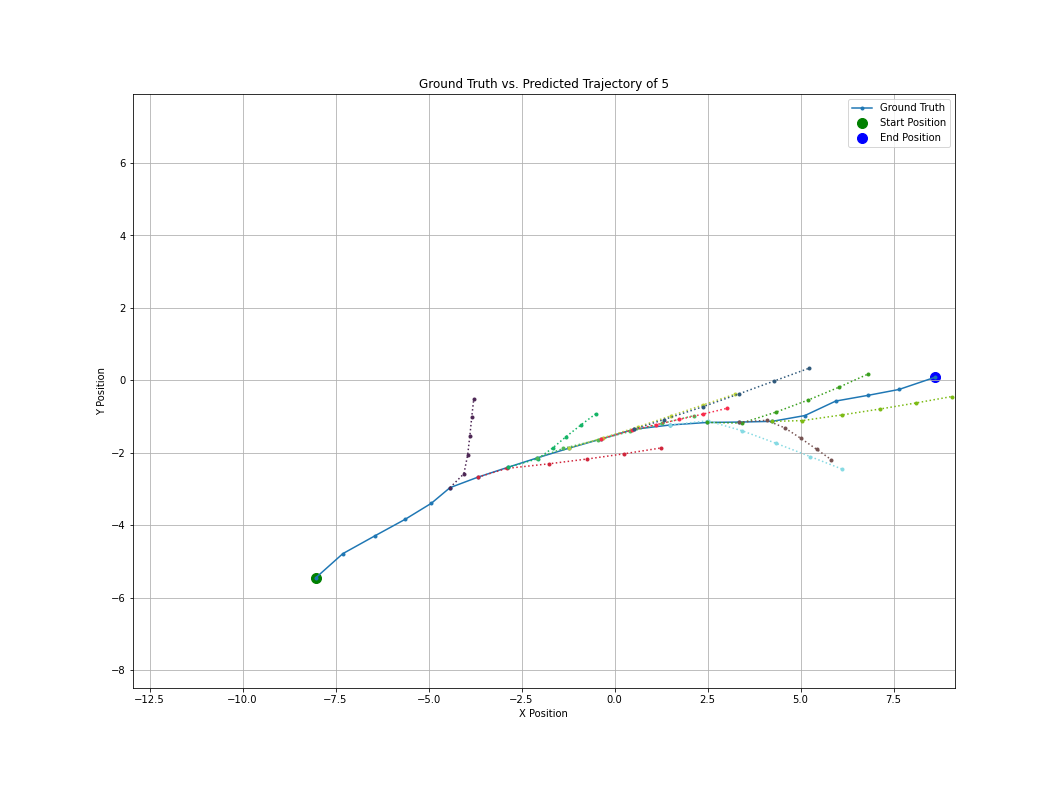 Ground Truth vs. Predicted Trajectory of 5
Ground Truth
Start Position
End Position
6
4
2
0
−2
−4
−6
−8
Y Position
−12.5 −10.0 −7.5 −5.0 −2.5 0.0 2.5 5.0 7.5
X Position